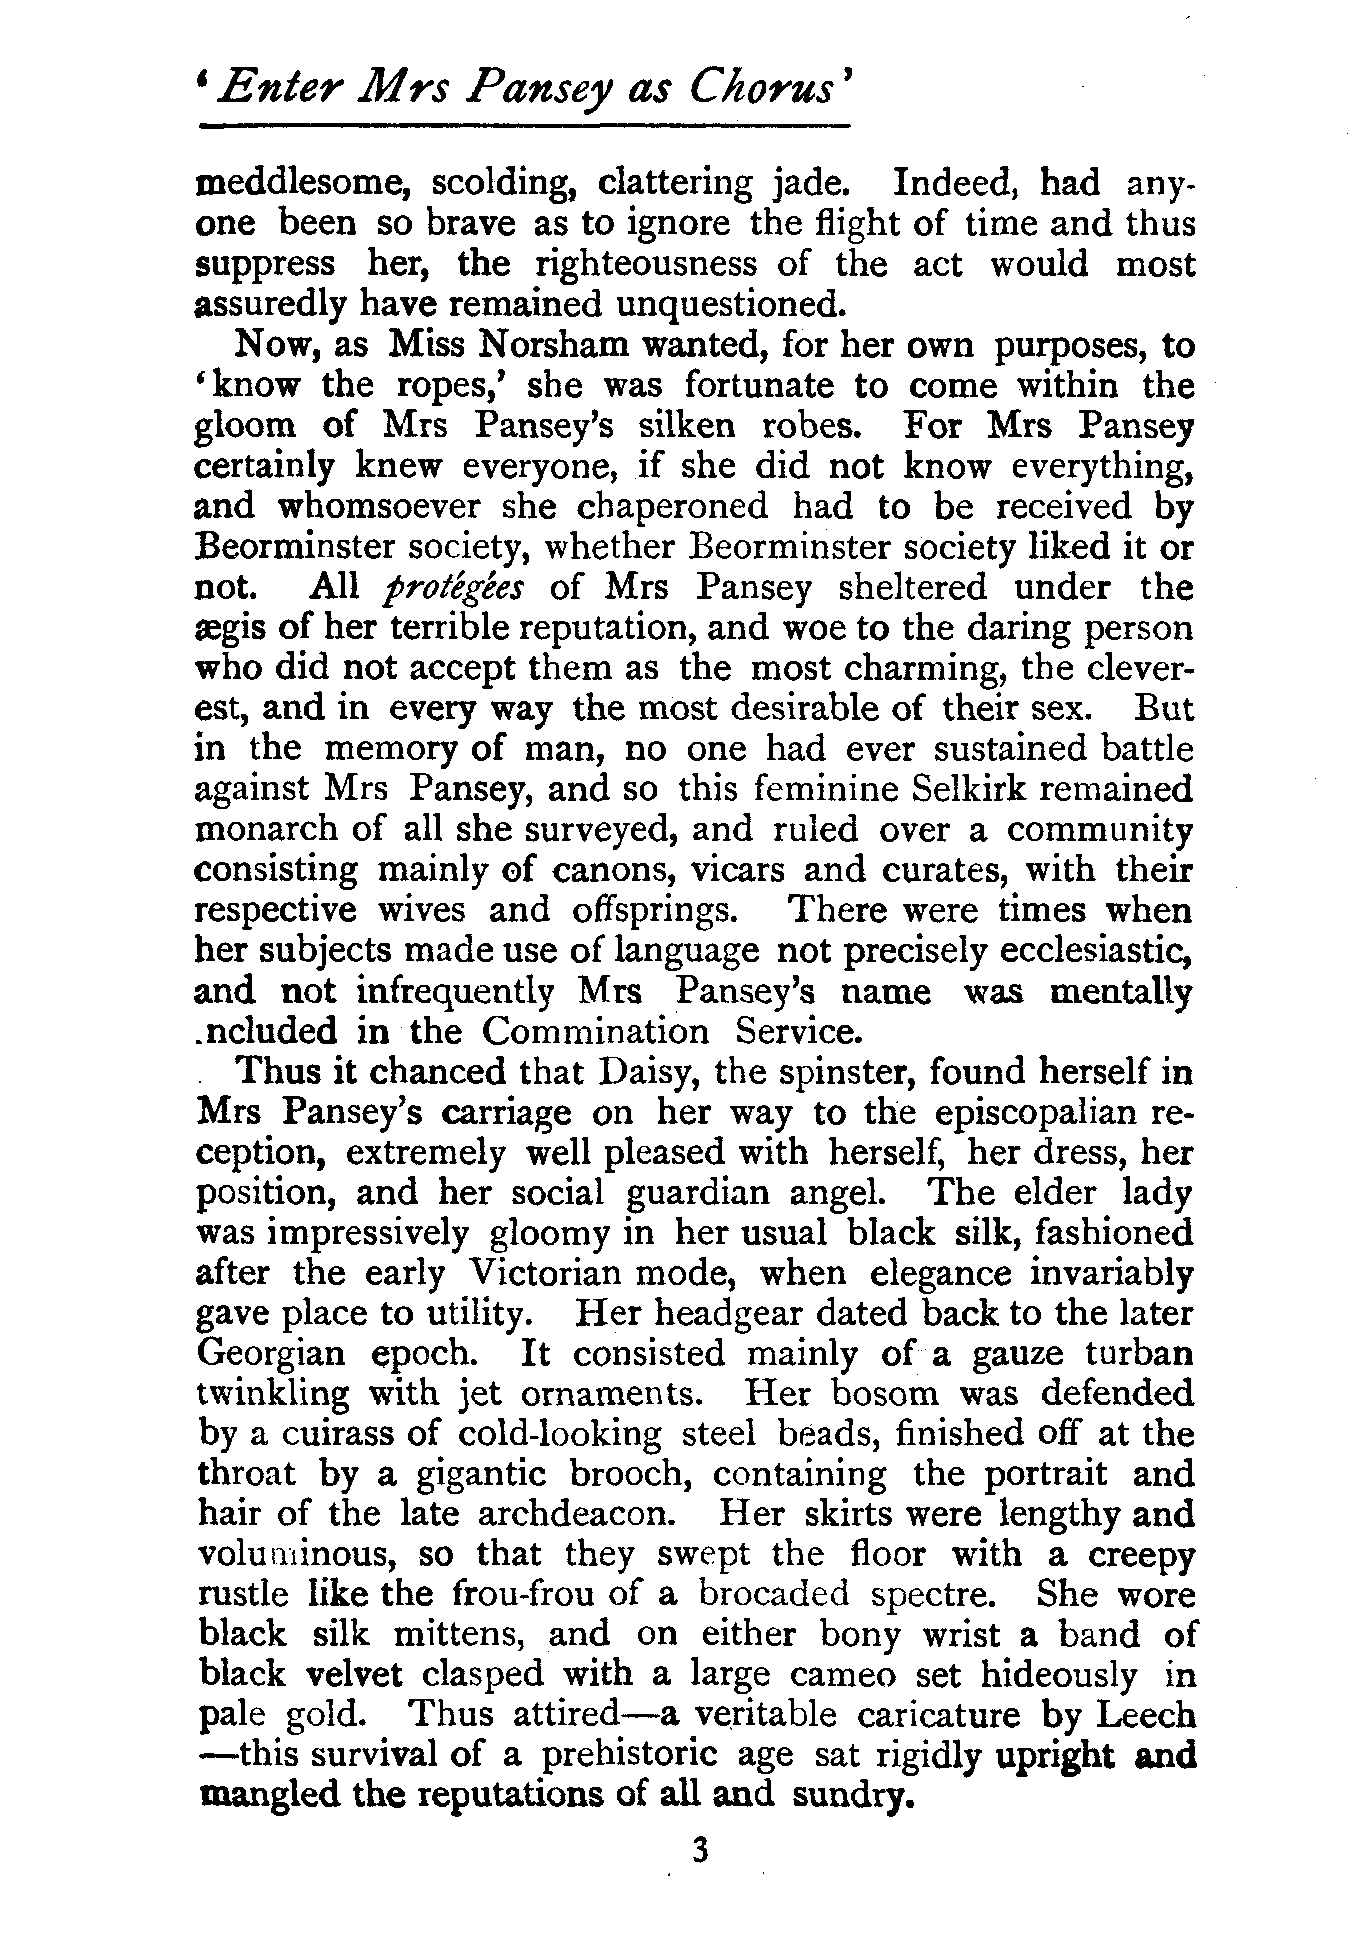 ‘Enter Mrs Pansey as Chorus’
meddlesome, scolding, clattering jade. Indeed, had any-
one been so brave as to ignore the flight of time and thus
suppress her, the righteousness of the act would most
assuredly have remained unquestioned.
Now, as Miss Norsham wanted, for her own purposes, to
‘know the ropes,’ she was fortunate to come within the
gloom of Mrs Pansey’s silken robes. For Mrs Pansey
certainly knew everyone, if she did not know everything,
and whomsoever she chaperoned had to be received by
Beorminster society, whether Beorminster society liked it or
not. All protégées of Mrs Pansey sheltered under the
ægis of her terrible reputation, and woe to the daring person
who did not accept them as the most charming, the clever-
est, and in every way the most desirable of their sex. But
in the memory of man, no one had ever sustained battle
against Mrs Pansey, and so this feminine Selkirk remained
monarch of all she surveyed, and ruled over a community
consisting mainly of canons, vicars and curates, with their
respective wives and offsprings. There were times when
her subjects made use of language not precisely ecclesiastic,
and not infrequently Mrs Pansey’s name was mentally
.ncluded in the Commination Service.
Thus it chanced that Daisy, the spinster, found herself in
Mrs Pansey’s carriage on her way to the episcopalian re-
ception, extremely well pleased with herself, her dress, her
position, and her social guardian angel. The elder lady
was impressively gloomy in her usual black silk, fashioned
after the early Victorian mode, when elegance invariably
gave place to utility. Her headgear dated back to the later
Georgian epoch. It consisted mainly of a gauze turban
twinkling with jet ornaments. Her bosom was defended
by a cuirass of cold-looking steel beads, finished off at the
throat by a gigantic brooch, containing the portrait and
hair of the late archdeacon. Her skirts were lengthy and
voluminous, so that they swept the floor with a creepy
rustle like the frou-frou of a brocaded spectre. She wore
black silk mittens, and on either bony wrist a band of
black velvet clasped with a large cameo set hideously in
pale gold. Thus attired—a veritable caricature by Leech
—this survival of a prehistoric age sat rigidly upright and
mangled the reputations of all and sundry.
3